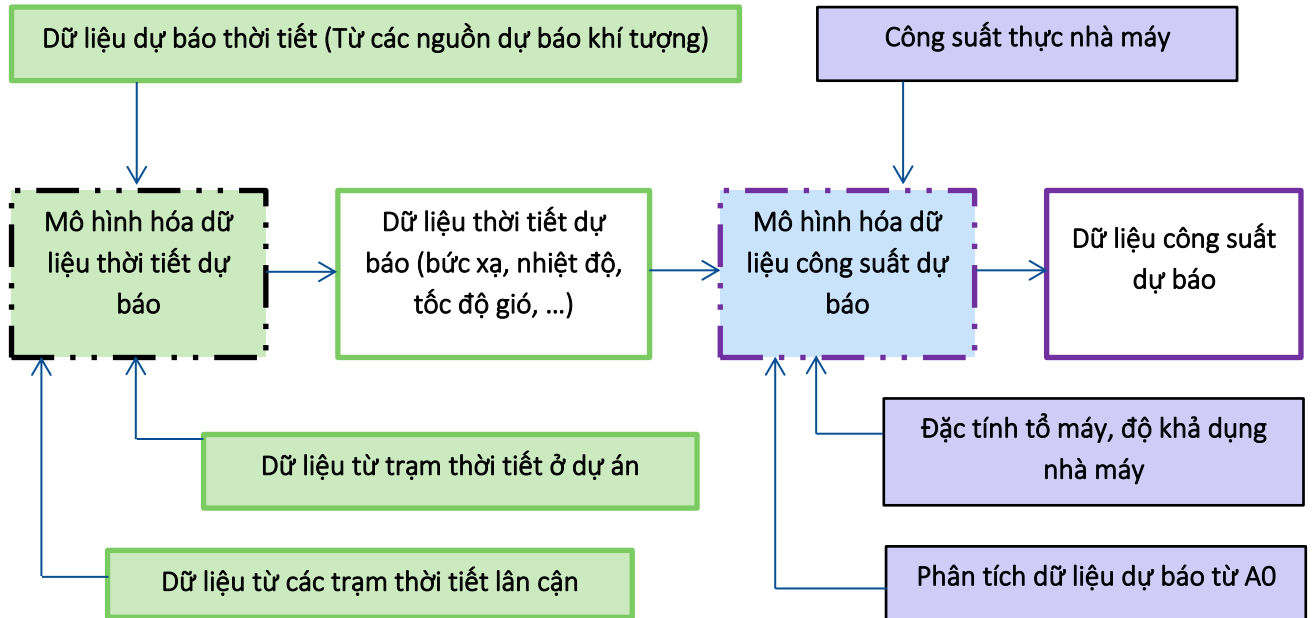 Dữ liệu dự báo thời tiết (Từ các nguồn dự báo khí tượng)
Công suất thực nhà máy
Mô hình hóa dữ
liệu thời tiết dự
báo
Dữ liệu thời tiết dự
báo (bức xạ, nhiệt độ,
tốc độ gió, …)
Mô hình hóa dữ
liệu công suất dự
báo
Dữ liệu công suất
dự báo
Dữ liệu từ trạm thời tiết ở dự án
Đặc tính tổ máy, độ khả dụng
nhà máy
Dữ liệu từ các trạm thời tiết lân cận
Phân tích dữ liệu dự báo từ A0